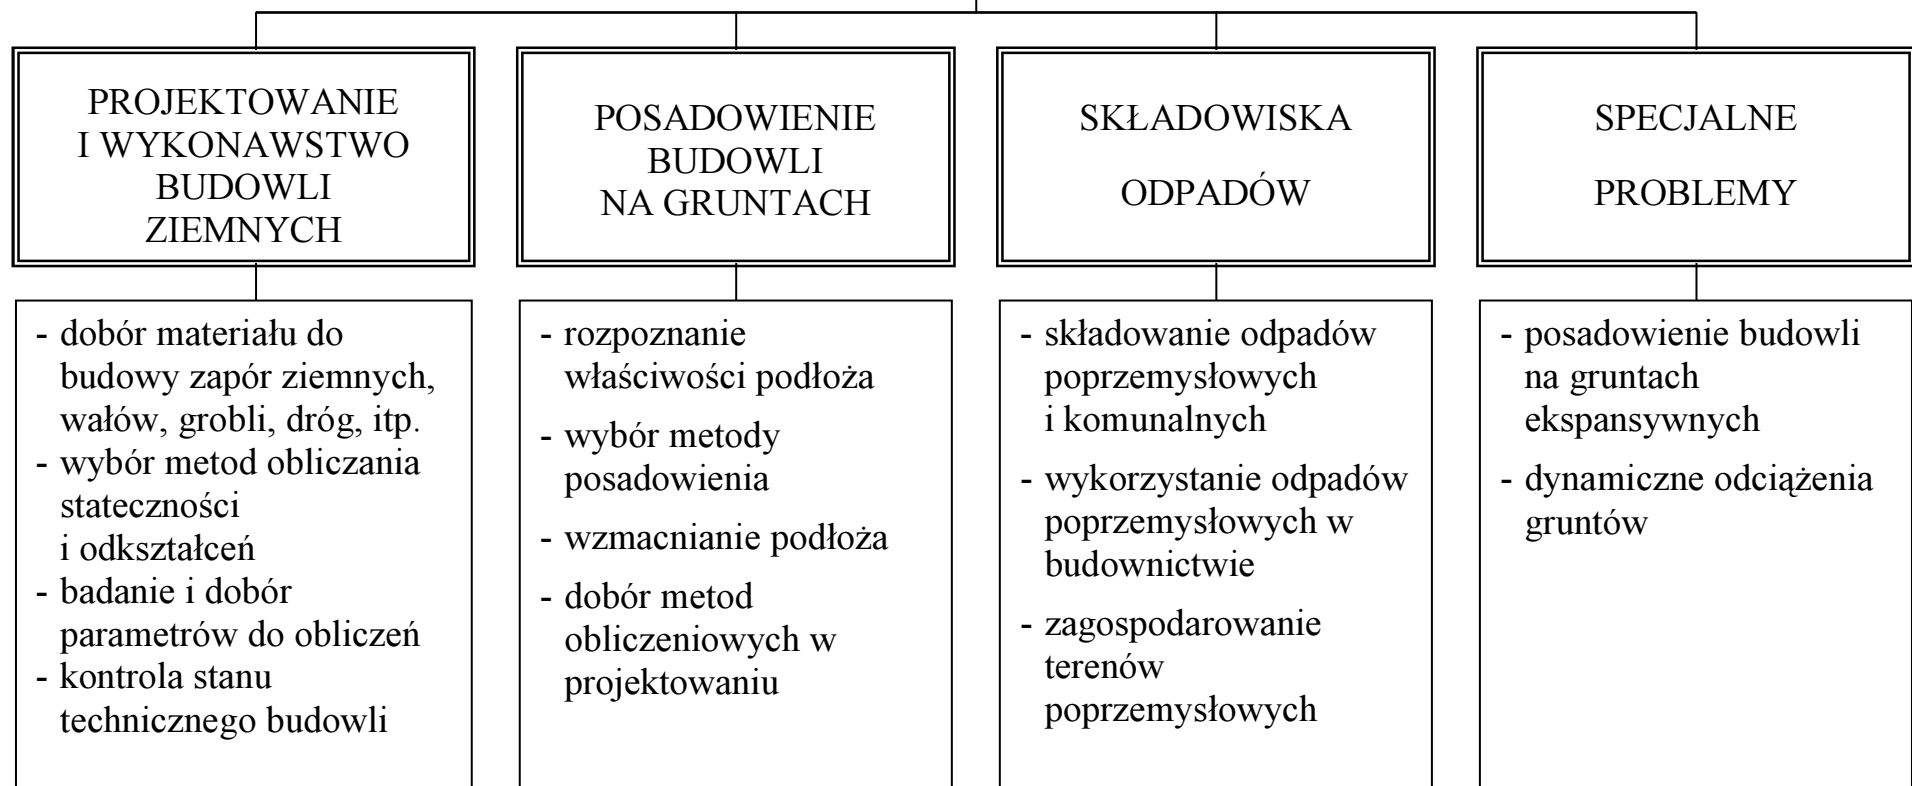 PROJEKTOWANIE
I WYKONAWSTWO
BUDOWLI
ZIEMNYCH
- dobór materiału do
budowy zapór ziemnych,
wałów, grobli, dróg, itp.
- wybór metod obliczania
stateczności
i odkształceń
- badanie i dobór
parametrów do obliczeń
- kontrola stanu
technicznego budowli
POSADOWIENIE
BUDOWLI
NA GRUNTACH
- rozpoznanie
właściwości podłoża
- wybór metody
posadowienia
- wzmacnianie podłoża
- dobór metod
obliczeniowych w
projektowaniu
SKŁADOWISKA
ODPADÓW
- składowanie odpadów
poprzemysłowych
i komunalnych
- wykorzystanie odpadów
poprzemysłowych w
budownictwie
- zagospodarowanie
terenów
poprzemysłowych
SPECJALNE
PROBLEMY
- posadowienie budowli
na gruntach
ekspansywnych
- dynamiczne odciążenia
gruntów